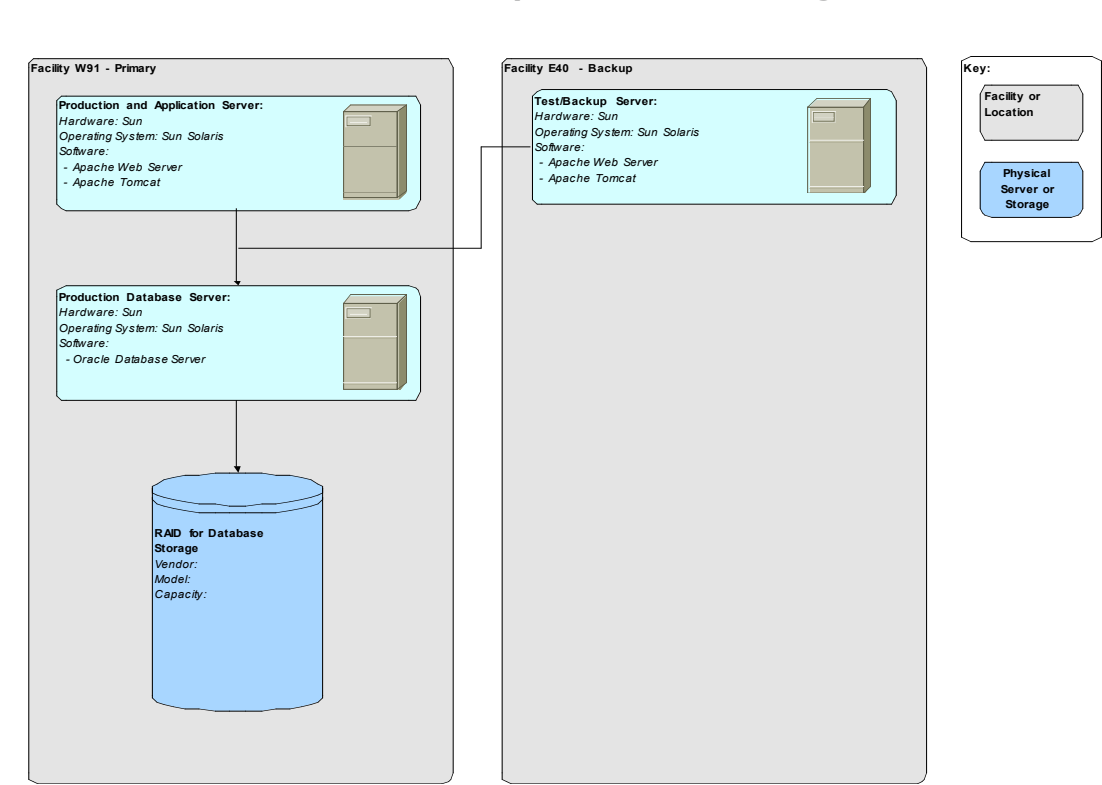 Facility W91 - Primary
Production and Application Server:
Hardware: Sun
Operating System: Sun Solaris
Software:
- Apache Web Server
- Apache Tomcat
Production Database Server:
Hardware: Sun
Operating System: Sun Solaris
Software:
- Oracle Database Server
RAID for Database
Storage
Vendor:
Model:
Capacity:
Facility E40 - Backup
Test/Backup Server:
Hardware: Sun
Operating System: Sun Solaris
Software:
- Apache Web Server
- Apache Tomcat
Key:
Facility or
Location
Physical
Server or
Storage